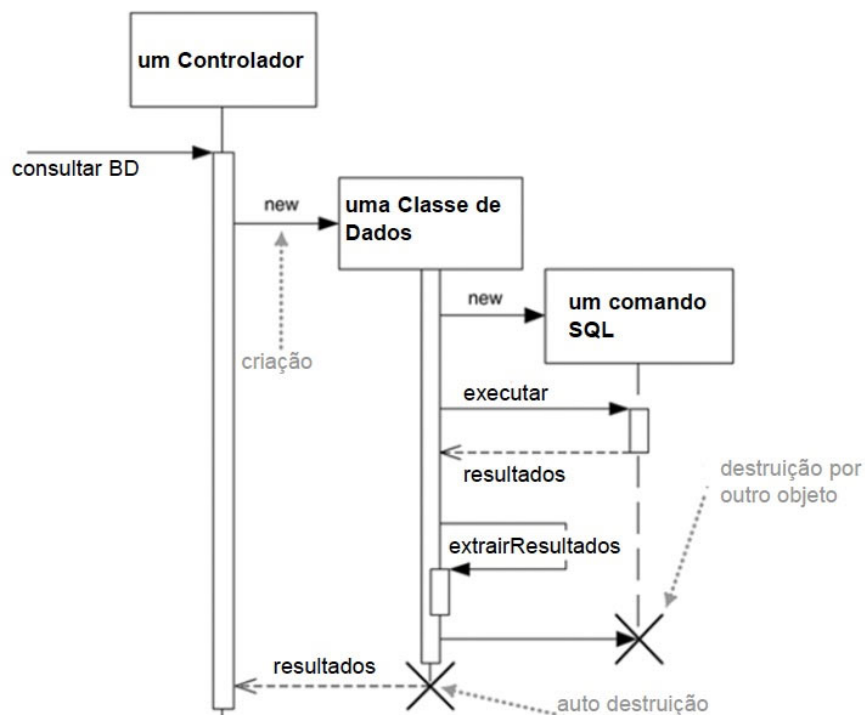 um Controlador
consultar BD
new
uma Classe de
Dados
new
um comando
SQL
criação
executar
resultados
destruição por
outro objeto
extrairResultados
resultados
auto destruição